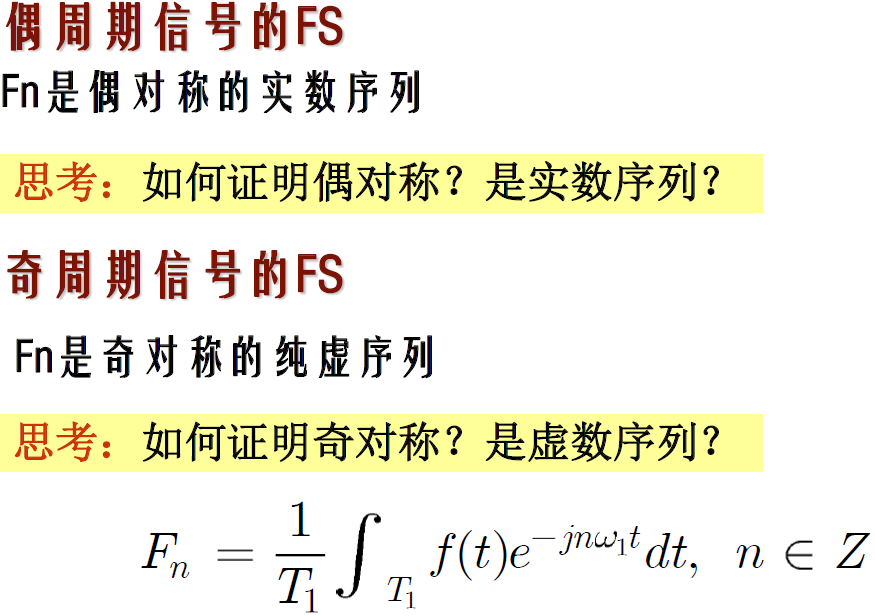 偶周期信号的FS
Fn是偶对称的实数序列
思考：如何证明偶对称？是实数序列？
奇周期信号的FS
Fn是奇对称的纯虚序列
思考：如何证明奇对称？是虚数序列？
F_n = \frac{1}{T_1} \int_{T_1} f(t)e^{-jn\omega_1 t}dt, n ∈ Z